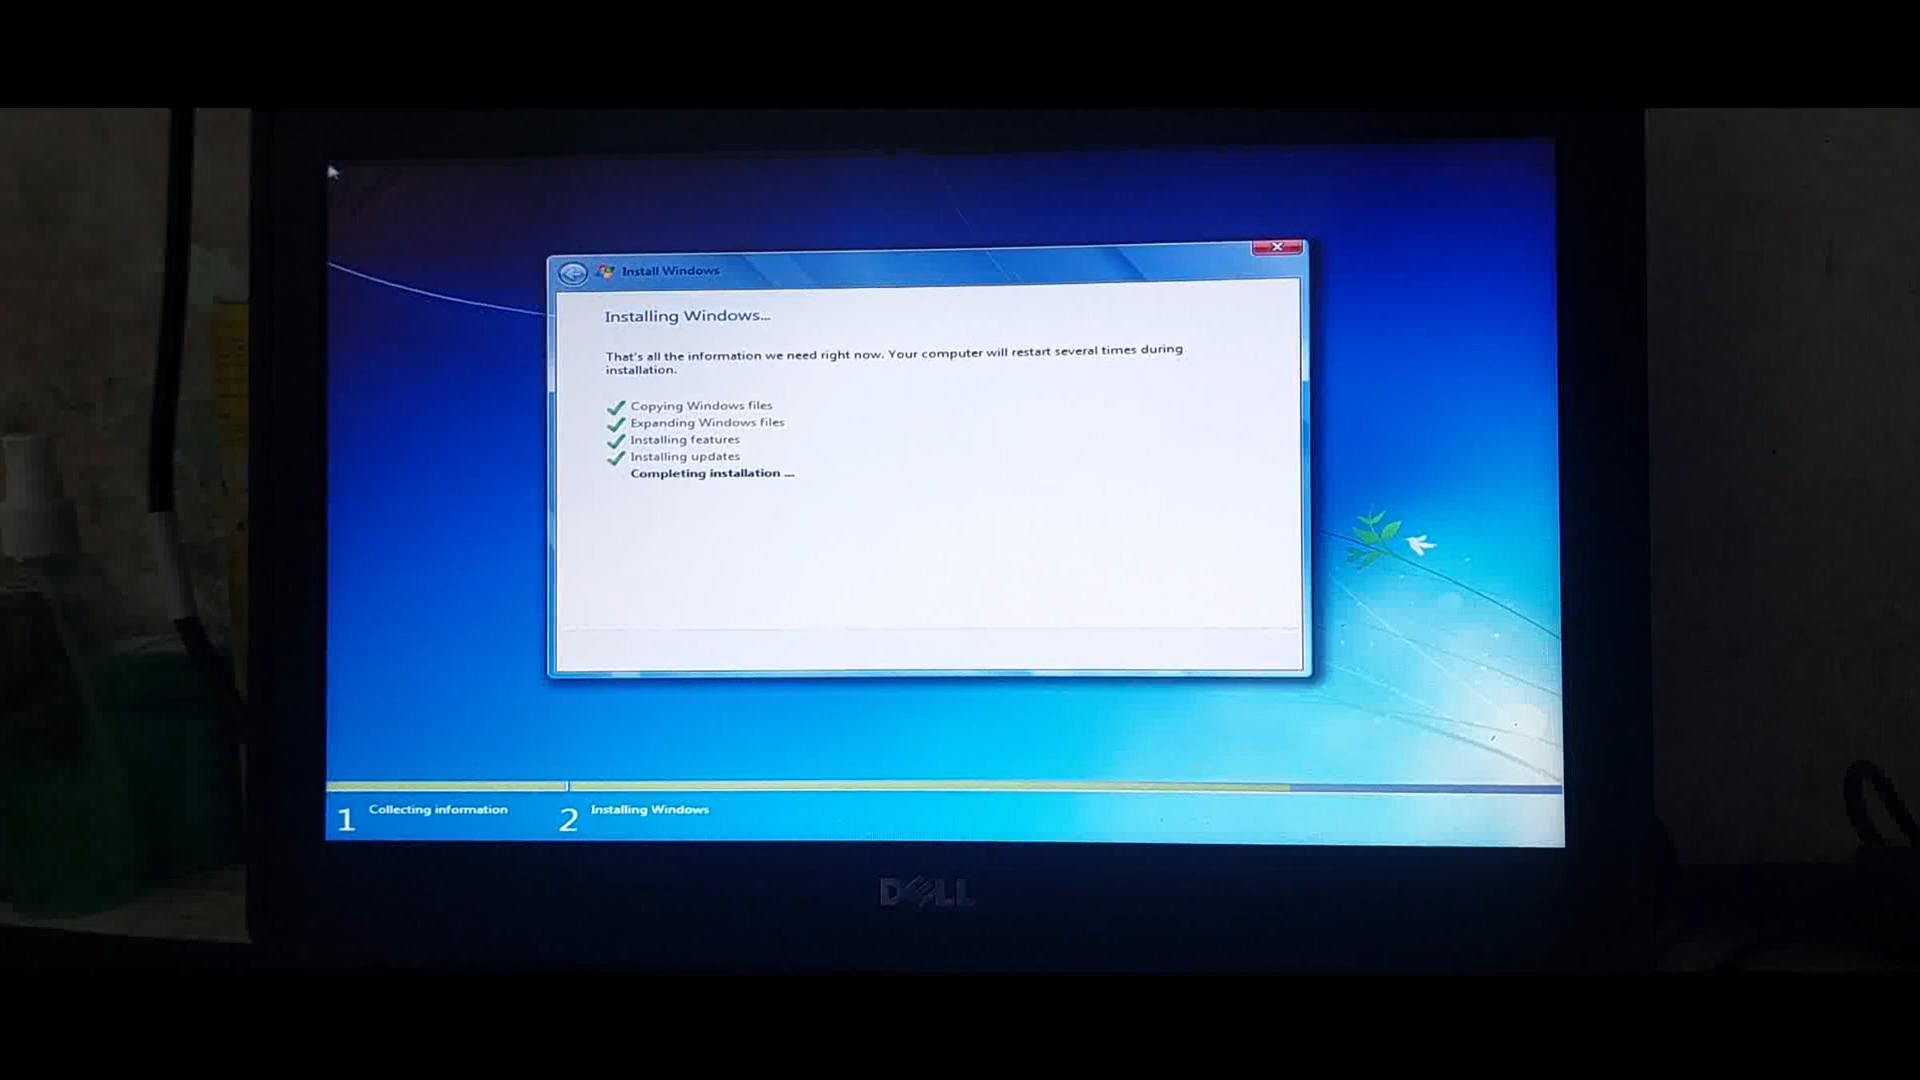 Install Windows
Installing Windows...
That's all the information we need right now. Your computer will restart several times during
installation.
Copying Windows files
Expanding Windows files
Installing features
Installing updates
Completing installation ...
1 Collecting information
2 Installing Windows
DELL